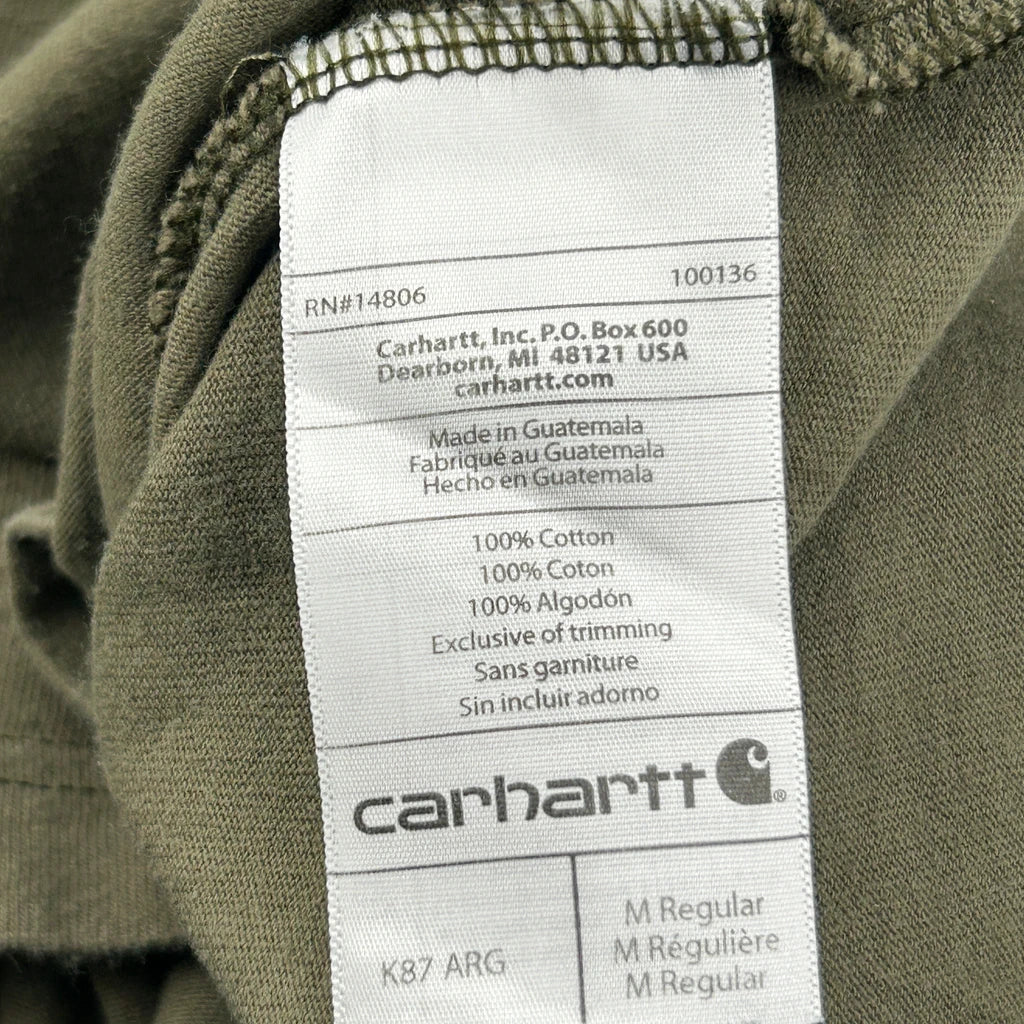 RN#14806 100136
Carhartt, Inc. P.O. Box 600
Dearborn, MI 48121 USA
carhartt.com
Made in Guatemala
Fabriqué au Guatemala
Hecho en Guatemala
100% Cotton
100% Coton
100% Algodón
Exclusive of trimming
Sans garniture
Sin incluir adorno
carhartt ®
K87 ARG
M Regular
M Régulière
M Regular